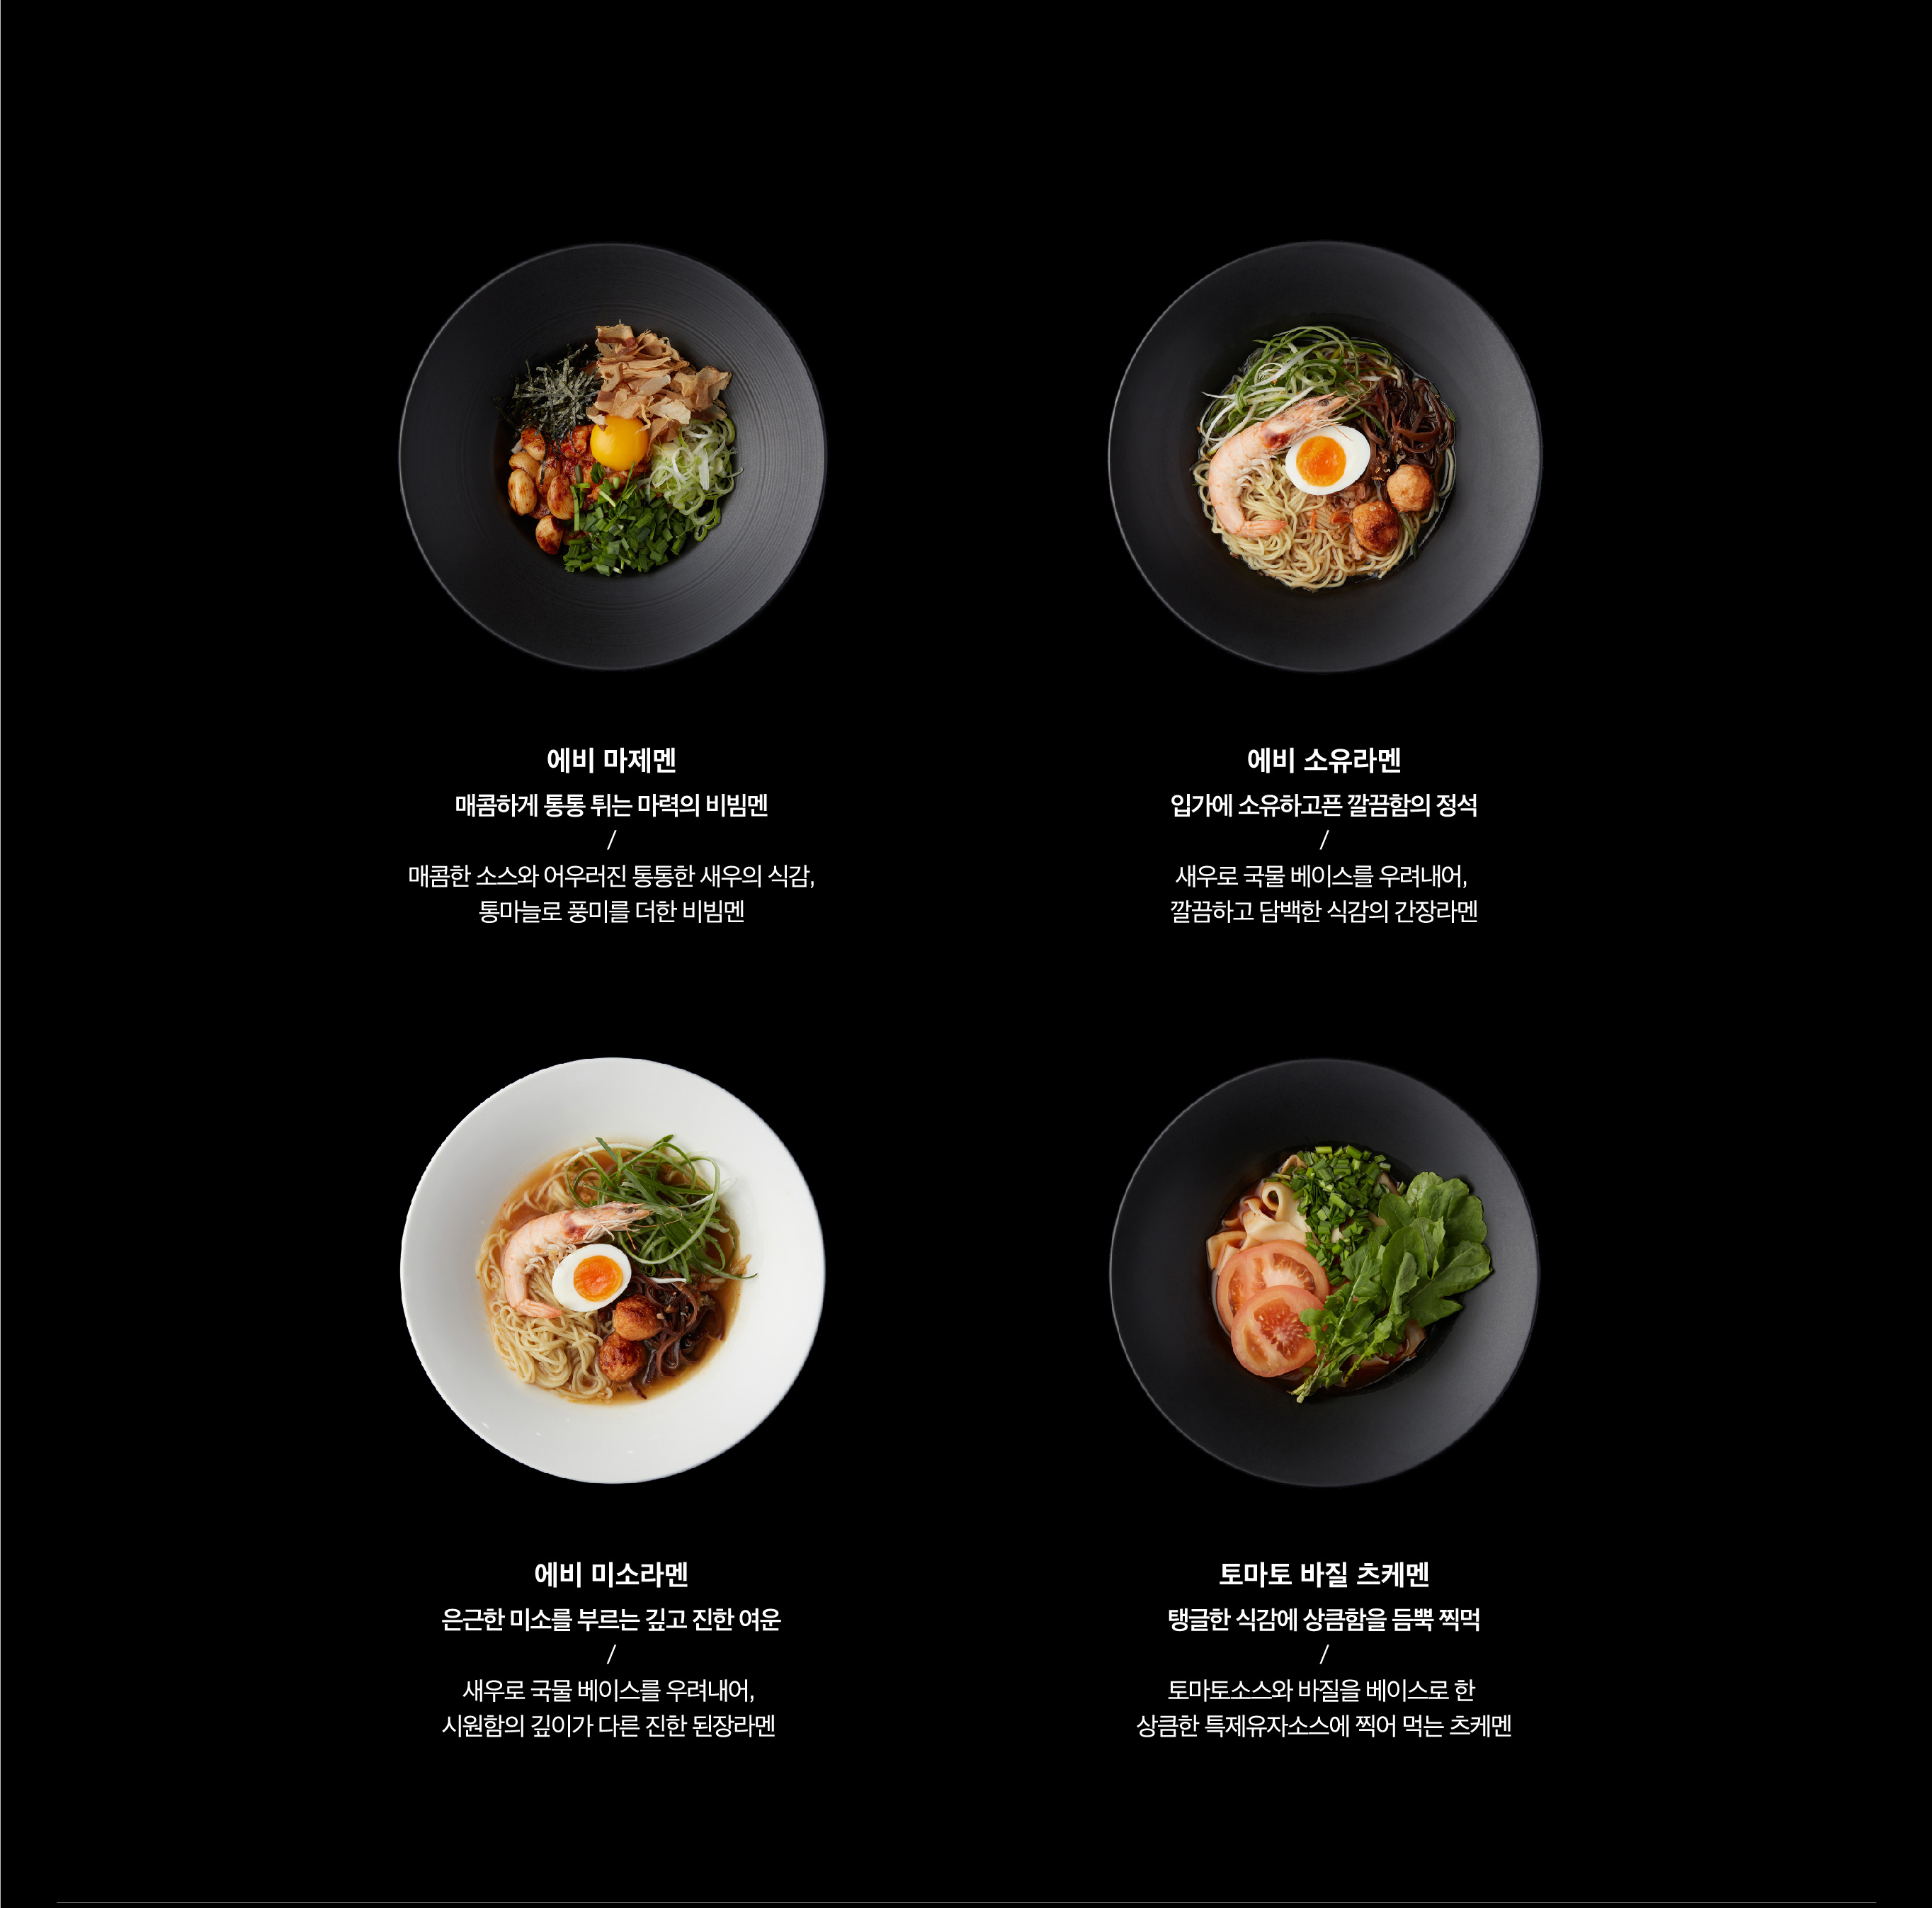 에비 마제멘
매콤하게 통통 튀는 마력의 비빔멘
/
매콤한 소스와 어우러진 통통한 새우의 식감,
통마늘로 풍미를 더한 비빔멘
에비 소유라멘
입가에 소유하고픈 깔끔함의 정석
/
새우로 국물 베이스를 우려내어,
깔끔하고 담백한 식감의 간장라멘
에비 미소라멘
은근한 미소를 부르는 깊고 진한 여운
/
새우로 국물 베이스를 우려내어,
시원함의 깊이가 다른 진한 된장라멘
토마토 바질 츠케멘
탱글한 식감에 상큼함을 듬뿍 찍먹
/
토마토소스와 바질을 베이스로 한
상큼한 특제유자소스에 찍어 먹는 츠케멘